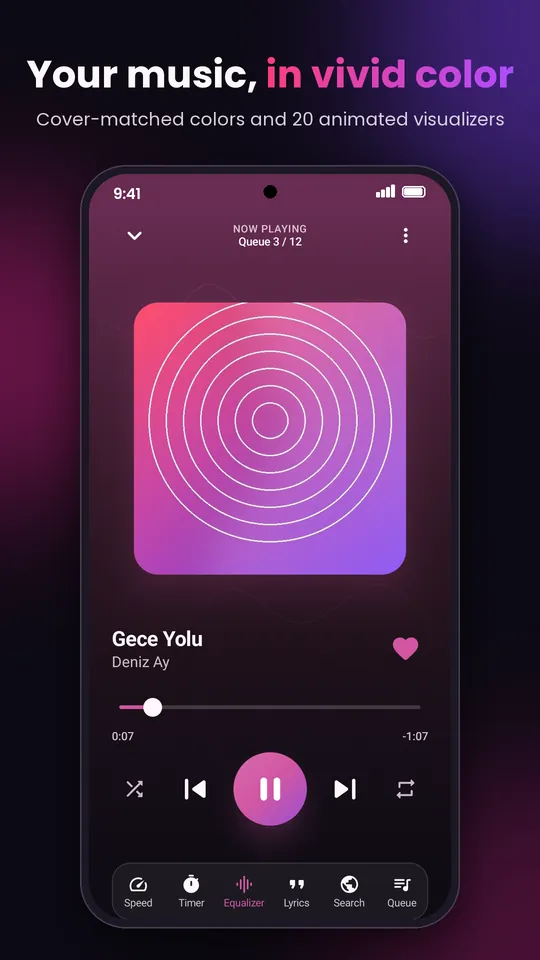 Your music, in vivid color
Cover-matched colors and 20 animated visualizers
9:41
NOW PLAYING
Queue 3 / 12
Gece Yolu
Deniz Ay
0:07
-1:07
Speed
Timer
Equalizer
Lyrics
Search
Queue